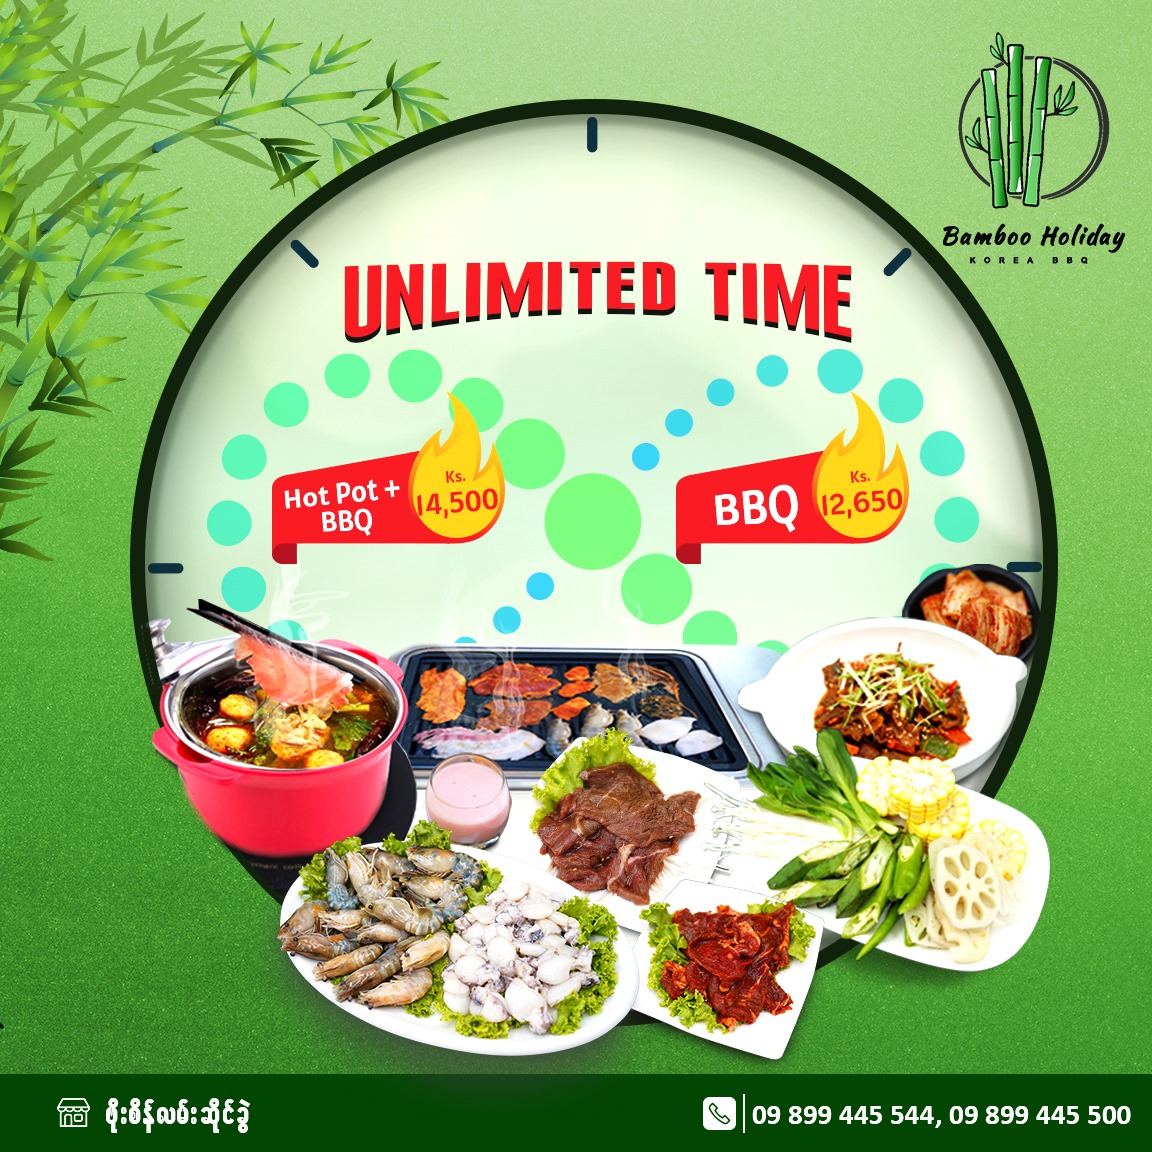 Bamboo Holiday
KOREA BBQ
UNLIMITED TIME
Hot Pot +
BBQ
Ks.
14,500
BBQ
Ks.
12,650
ဗိုးစိန်လမ်းဆိုင်ခွဲ
09 899 445 544, 09 899 445 500